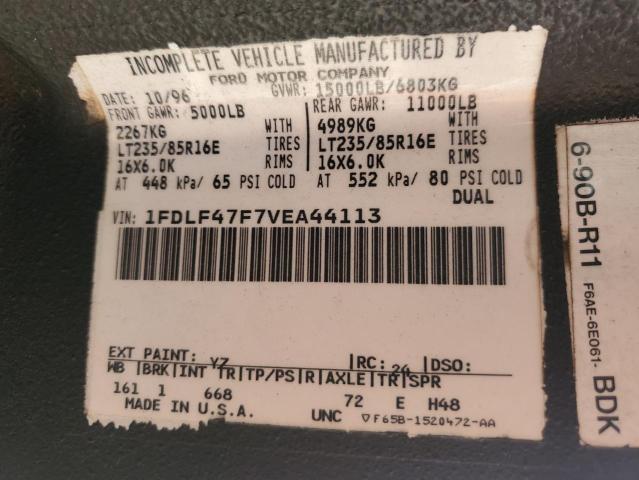 INCOMPLETE VEHICLE MANUFACTURED BY
FORD MOTOR COMPANY
DATE: 10/96 GVWR: 15000LB/6803KG
FRONT GAWR: 5000LB REAR GAWR: 11000LB
2267KG WITH 4989KG WITH
LT235/85R16E TIRES LT235/85R16E TIRES
16X6.0K RIMS 16X6.0K RIMS
AT 448 kPa/ 65 PSI COLD AT 552 kPa/ 80 PSI COLD
DUAL
VIN: 1FDLF47F7VEA44113
EXT PAINT: YZ RC: 24 DSO:
WB |BRK|INT TR|TP/PS|R|AXLE|TR|SPR
161 1 668 72 E H48
MADE IN U.S.A. UNC ▽F65B-1520472-AA
6-90B-R11
F6AE-6E061- BDK